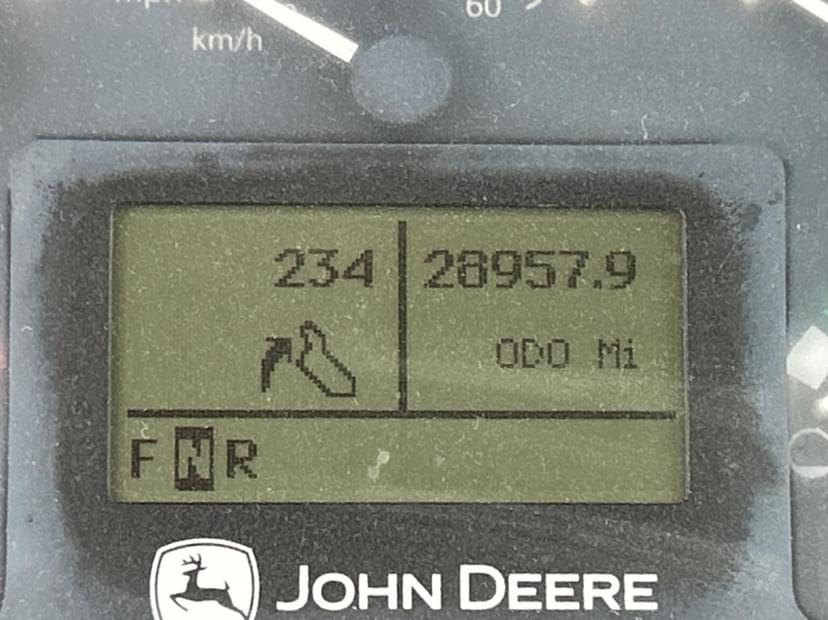 km/h
60
234
28957.9
ODO Mi
F N R
JOHN DEERE